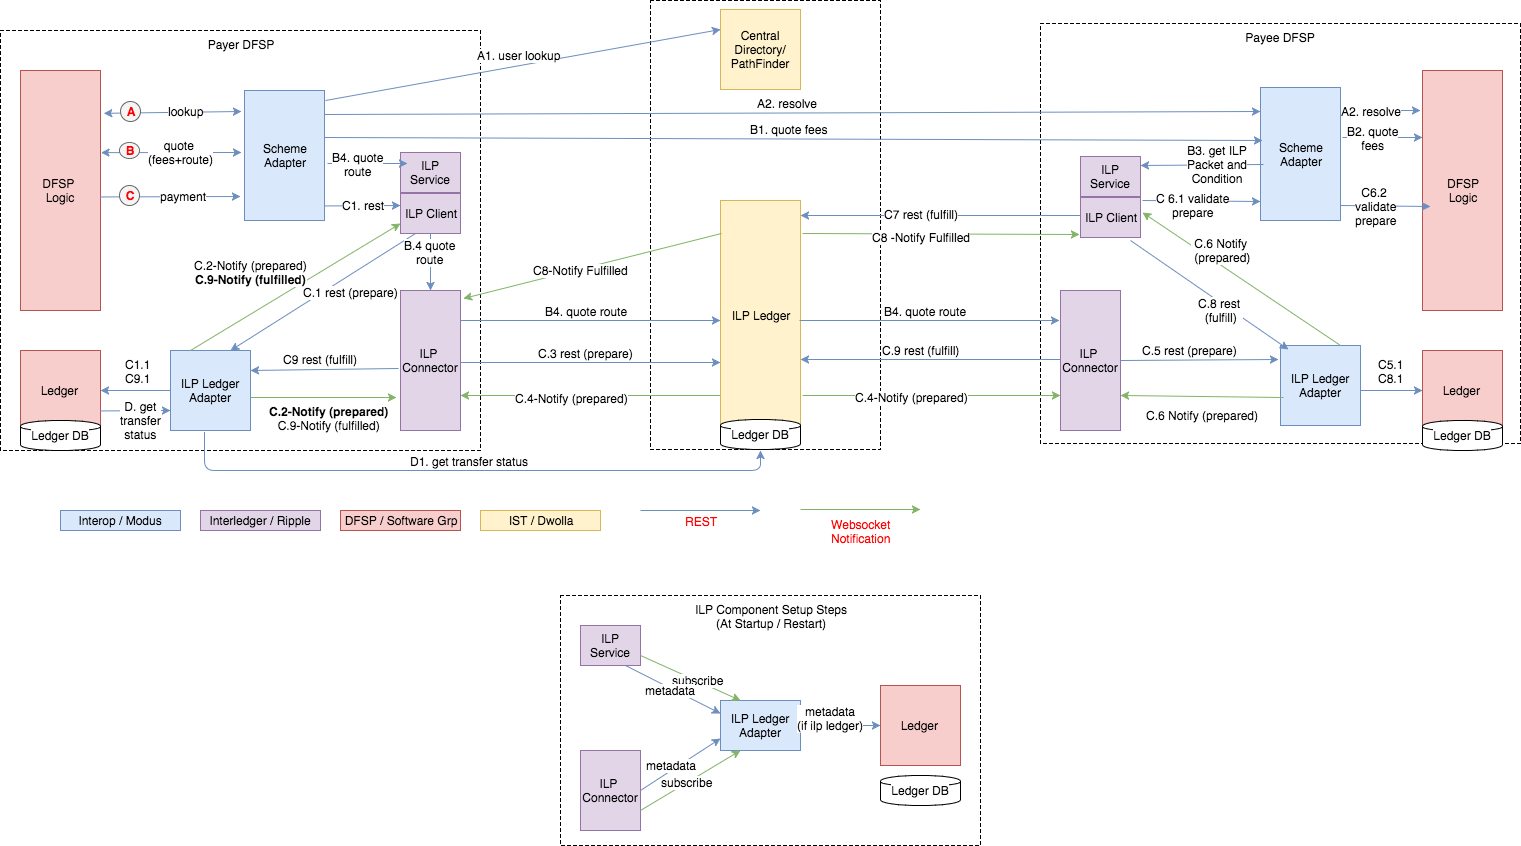 Payer DFSP
Central
Directory/
PathFinder
Payee DFSP
A1. user lookup
A
lookup
B
quote
(fees+route)
C
payment
DFSP
Logic
Scheme
Adapter
A2. resolve
B1. quote fees
B4. quote
route
C1. rest
ILP
Service
ILP Client
B.4 quote
route
C.2-Notify (prepared)
C.9-Notify (fulfilled)
C.1 rest (prepare)
C8-Notify Fulfilled
C7 rest (fulfill)
C8 -Notify Fulfilled
B3. get ILP
Packet and
Condition
ILP
Service
ILP Client
C 6.1 validate
prepare
Scheme
Adapter
A2. resolve
B2. quote
fees
C6.2
validate
prepare
DFSP
Logic
C.6 Notify
(prepared)
C.8 rest
(fulfill)
Ledger
Ledger DB
C1.1
C9.1
D. get
transfer
status
ILP Ledger
Adapter
C9 rest (fulfill)
C.2-Notify (prepared)
C.9-Notify (fulfilled)
ILP
Connector
B4. quote route
C.3 rest (prepare)
C.4-Notify (prepared)
ILP Ledger
Ledger DB
B4. quote route
C.9 rest (fulfill)
C.4-Notify (prepared)
ILP
Connector
C.5 rest (prepare)
C.6 Notify (prepared)
ILP Ledger
Adapter
C5.1
C8.1
Ledger
Ledger DB
D1. get transfer status
Interop / Modus
Interledger / Ripple
DFSP / Software Grp
IST / Dwolla
REST
Websocket
Notification
ILP Component Setup Steps
(At Startup / Restart)
ILP
Service
subscribe
metadata
ILP Ledger
Adapter
metadata
(if ilp ledger)
Ledger
metadata
subscribe
ILP
Connector
Ledger DB